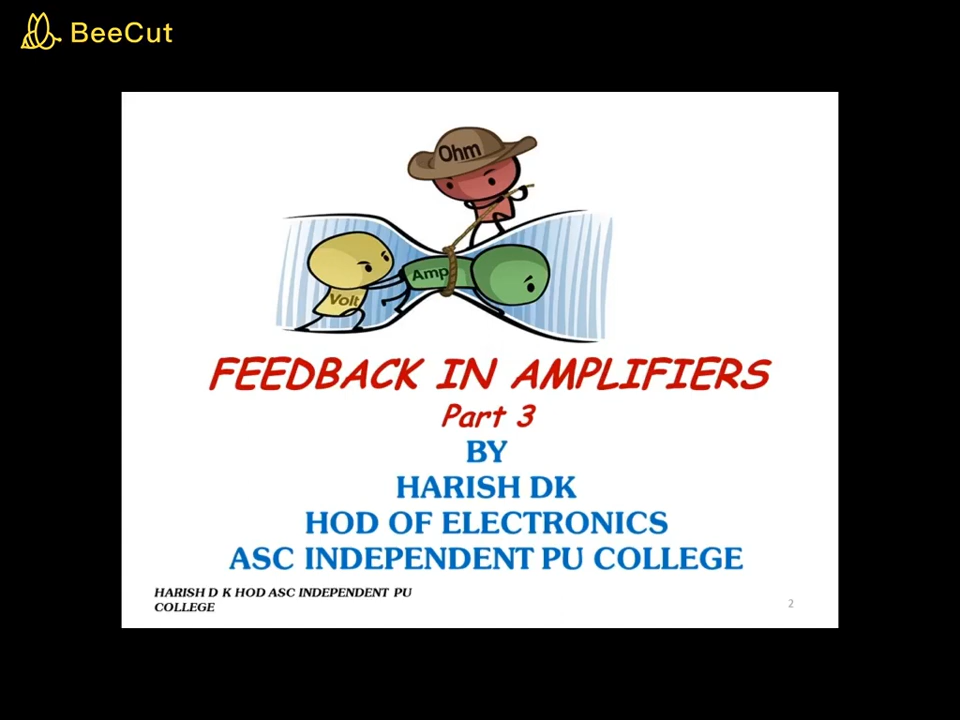 BeeCut
Ohm
Amp
Volt
FEEDBACK IN AMPLIFIERS
Part 3
BY
HARISH DK
HOD OF ELECTRONICS
ASC INDEPENDENT PU COLLEGE
HARISH D K HOD ASC INDEPENDENT PU
COLLEGE
2